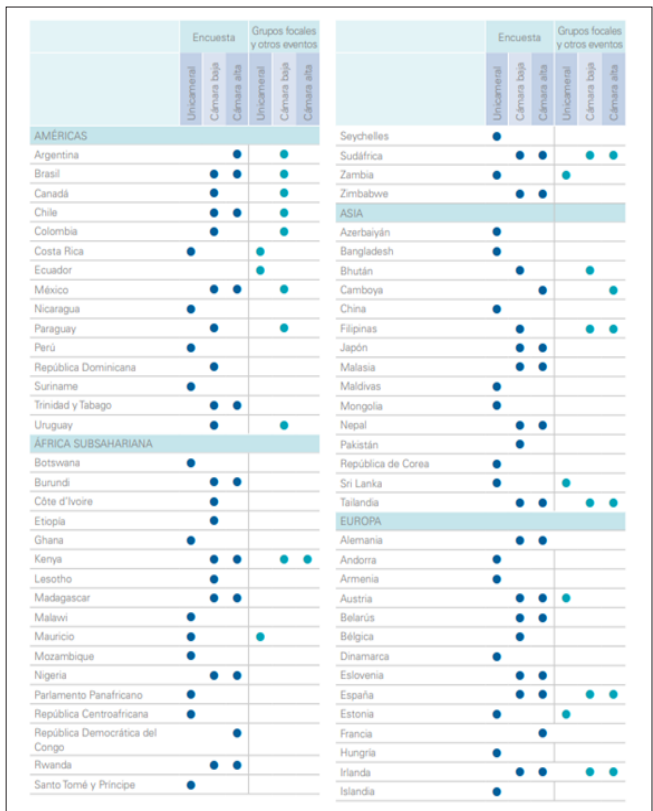 Encuesta
Grupos focales
y otros eventos
Unicameral
Cámara baja
Cámara alta
Unicameral
Cámara baja
Cámara alta
AMÉRICAS
Argentina
Brasil
Canadá
Chile
Colombia
Costa Rica
Ecuador
México
Nicaragua
Paraguay
Perú
República Dominicana
Suriname
Trinidad y Tabago
Uruguay
ÁFRICA SUBSAHARIANA
Botswana
Burundi
Côte d'Ivoire
Etiopía
Ghana
Kenya
Lesotho
Madagascar
Malawi
Mauricio
Mozambique
Nigeria
Parlamento Panafricano
República Centroafricana
República Democrática del
Congo
Rwanda
Santo Tomé y Príncipe
Encuesta
Grupos focales
y otros eventos
Unicameral
Cámara baja
Cámara alta
Unicameral
Cámara baja
Cámara alta
Seychelles
Sudáfrica
Zambia
Zimbabwe
ASIA
Azerbaiyán
Bangladesh
Bhután
Camboya
China
Filipinas
Japón
Malasia
Maldivas
Mongolia
Nepal
Pakistán
República de Corea
Sri Lanka
Tailandia
EUROPA
Alemania
Andorra
Armenia
Austria
Belarús
Bélgica
Dinamarca
Eslovenia
España
Estonia
Francia
Hungría
Irlanda
Islandia